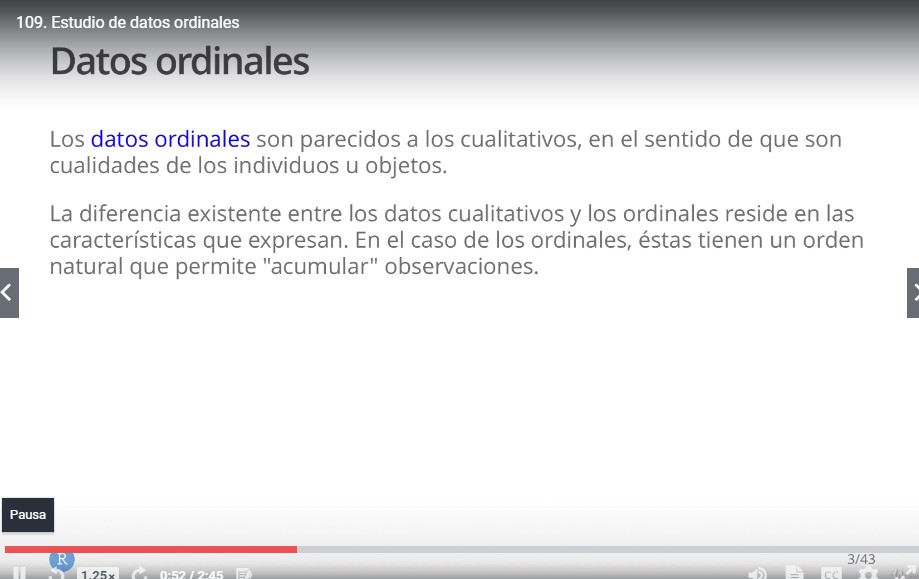 109. Estudio de datos ordinales
Datos ordinales
Los datos ordinales son parecidos a los cualitativos, en el sentido de que son
cualidades de los individuos u objetos.
La diferencia existente entre los datos cualitativos y los ordinales reside en las
características que expresan. En el caso de los ordinales, éstas tienen un orden
natural que permite "acumular" observaciones.
Pausa
R
3/43
1.25x
0:52 / 2:45
CC